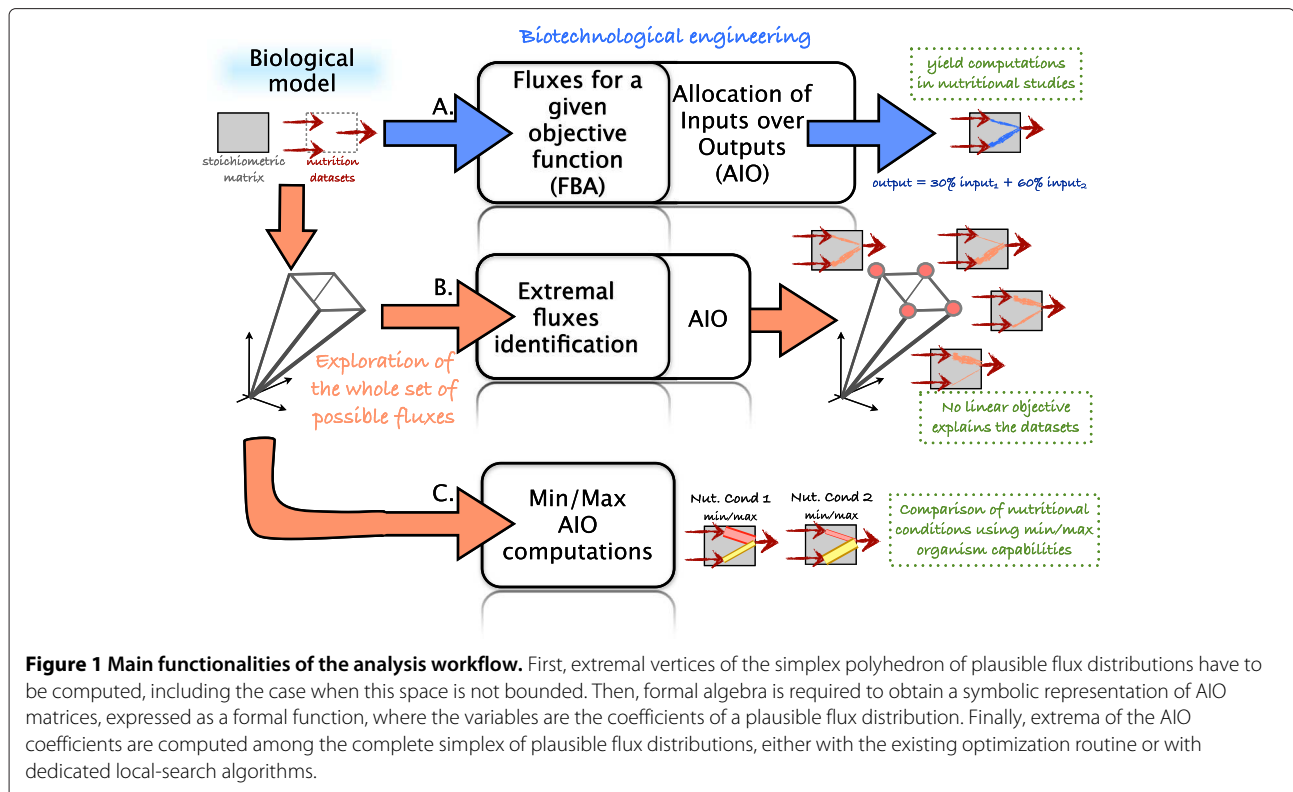 Biotechnological engineering
Biological
model
stoichiometric
matrix
nutrition
datasets
A.
Fluxes for a
given
objective
function
(FBA)
Allocation of
Inputs over
Outputs
(AIO)
yield computations
in nutritional
studies
output = 30% input₁ + 60% input₂
B.
Extremal
fluxes
identification
AIO
Exploration of
the whole set of
possible fluxes
No linear objective
explains the datasets
C.
Min/Max
AIO
computations
Nut. Cond 1
min/max
Nut. Cond 2
min/max
Comparison of nutritional
conditions using min/max
organism capabilities
Figure 1 Main functionalities of the analysis workflow. First, extremal vertices of the simplex polyhedron of plausible flux distributions have to
be computed, including the case when this space is not bounded. Then, formal algebra is required to obtain a symbolic representation of AIO
matrices, expressed as a formal function, where the variables are the coefficients of a plausible flux distribution. Finally, extrema of the AIO
coefficients are computed among the complete simplex of plausible flux distributions, either with the existing optimization routine or with
dedicated local-search algorithms.